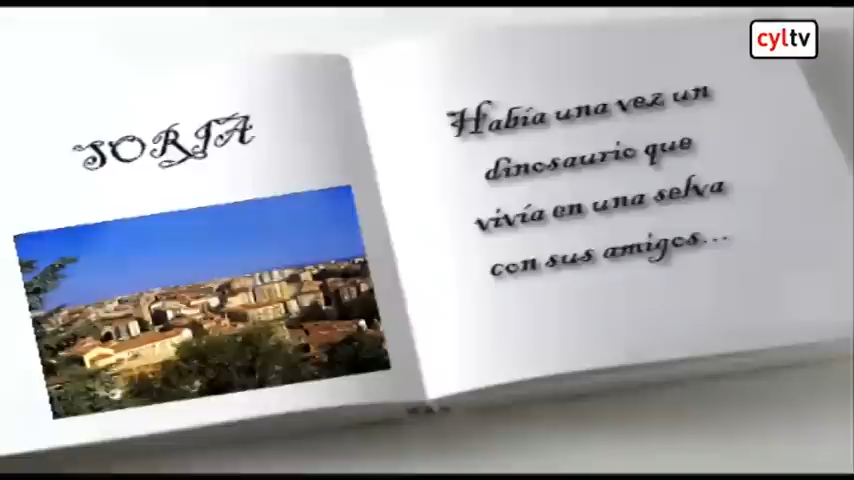 SORIA
Había una vez un
dinosaurio que
vivía en una selva
con sus amigos...
cyltv